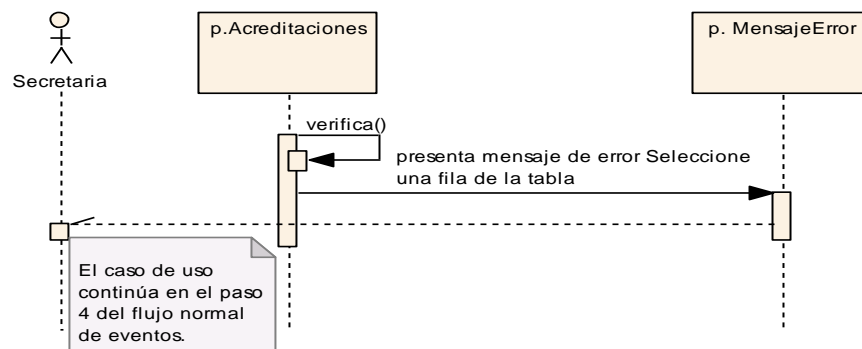 p.Acreditaciones
p. MensajeError
Secretaria
verifica()
presenta mensaje de error Seleccione
una fila de la tabla
El caso de uso
continúa en el paso
4 del flujo normal
de eventos.